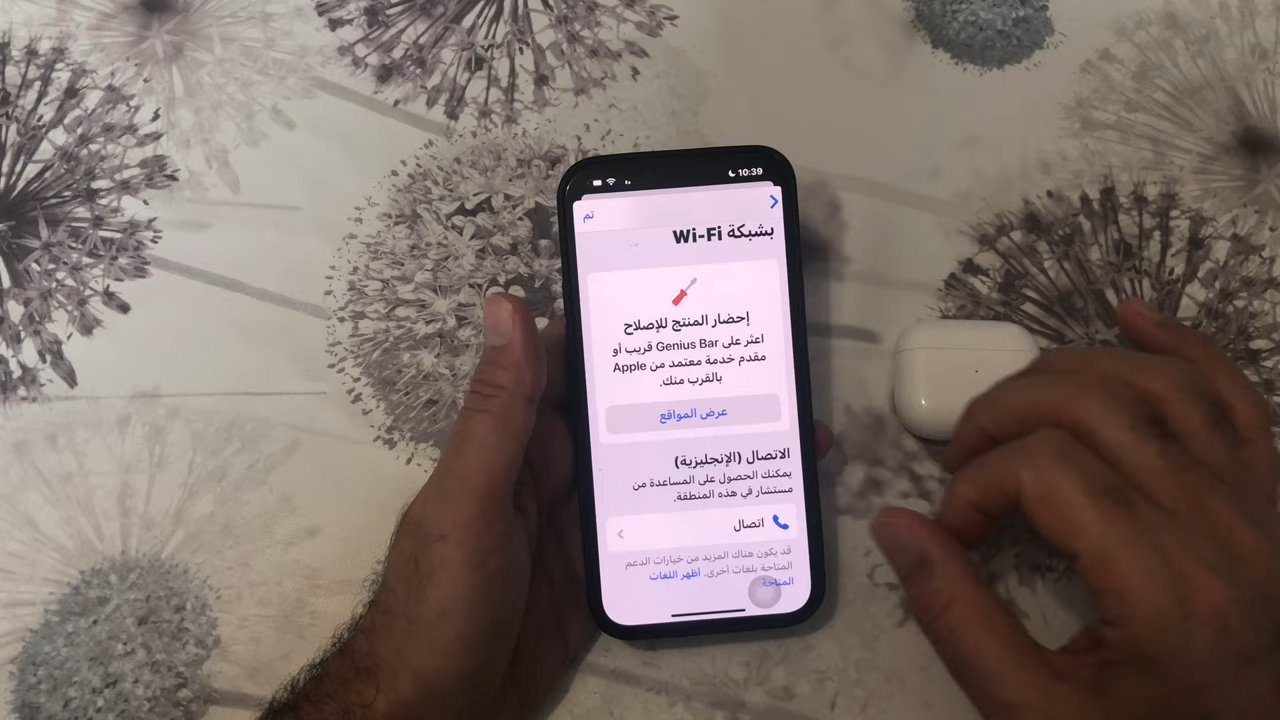 10:39
تم
بشبكة Wi-Fi
إحضار المنتج للإصلاح
اعثر على Genius Bar قريب أو
مقدم خدمة معتمد من Apple
بالقرب منك.
عرض المواقع
الاتصال (الإنجليزية)
يمكنك الحصول على المساعدة من
مستشار في هذه المنطقة.
اتصال
قد يكون هناك المزيد من خيارات الدعم
المتاحة بلغات أخرى. أظهر اللغات
المتاحة